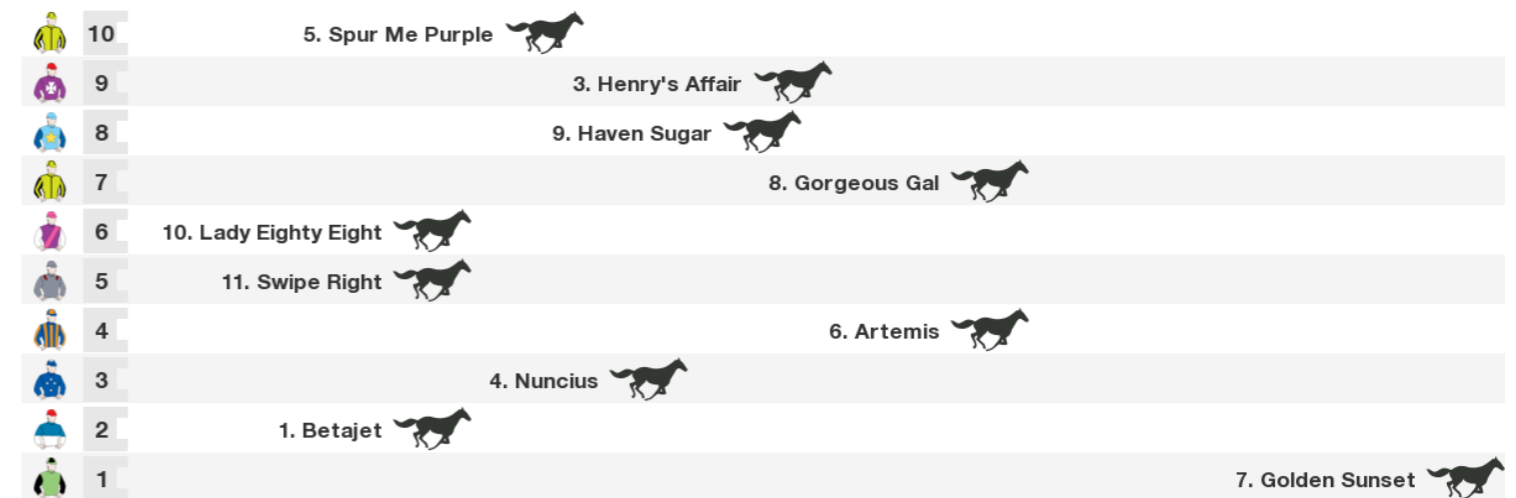 10 5. Spur Me Purple
9 3. Henry's Affair
8 9. Haven Sugar
7 8. Gorgeous Gal
6 10. Lady Eighty Eight
5 11. Swipe Right
4 6. Artemis
3 4. Nuncius
2 1. Betajet
1 7. Golden Sunset